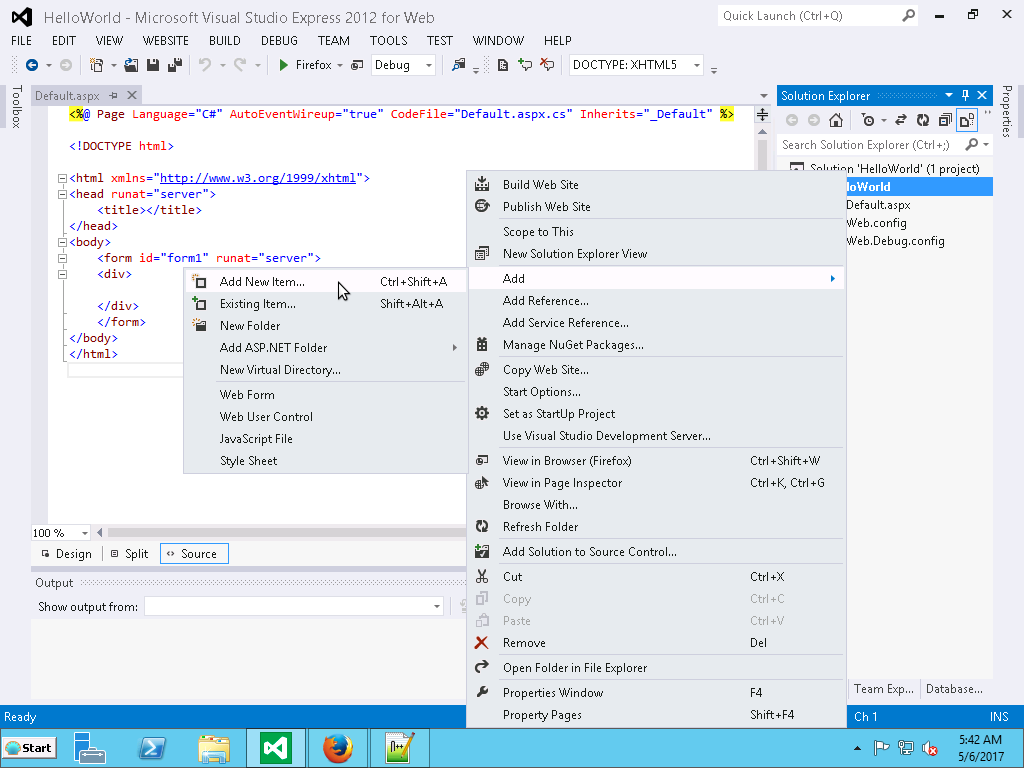 HelloWorld - Microsoft Visual Studio Express 2012 for Web
Quick Launch (Ctrl+Q)
FILE EDIT VIEW WEBSITE BUILD DEBUG TEAM TOOLS TEST WINDOW HELP
Firefox Debug DOCTYPE: XHTML5
Toolbox
Default.aspx
<%@ Page Language="C#" AutoEventWireup="true" CodeFile="Default.aspx.cs" Inherits="_Default" %>
<!DOCTYPE html>
<html xmlns="http://www.w3.org/1999/xhtml">
<head runat="server">
<title></title>
</head>
<body>
<form id="form1" runat="server">
<div>
</div>
</form>
</body>
</html>
Add New Item... Ctrl+Shift+A
Existing Item... Shift+Alt+A
New Folder
Add ASP.NET Folder
New Virtual Directory...
Web Form
Web User Control
JavaScript File
Style Sheet
Build Web Site
Publish Web Site
Scope to This
New Solution Explorer View
Add
Add Reference...
Add Service Reference...
Manage NuGet Packages...
Copy Web Site...
Start Options...
Set as StartUp Project
Use Visual Studio Development Server...
View in Browser (Firefox) Ctrl+Shift+W
View in Page Inspector Ctrl+K, Ctrl+G
Browse With...
Refresh Folder
Add Solution to Source Control...
Cut Ctrl+X
Copy Ctrl+C
Paste Ctrl+V
Remove Del
Open Folder in File Explorer
Properties Window F4
Property Pages Shift+F4
Solution Explorer
Search Solution Explorer (Ctrl+;)
Solution 'HelloWorld' (1 project)
loWorld
Default.aspx
Web.config
Web.Debug.config
Properties
Team Exp... Database...
100 %
Design Split Source
Output
Show output from:
Ready Ch 1 INS
Start
N++
5:42 AM
5/6/2017